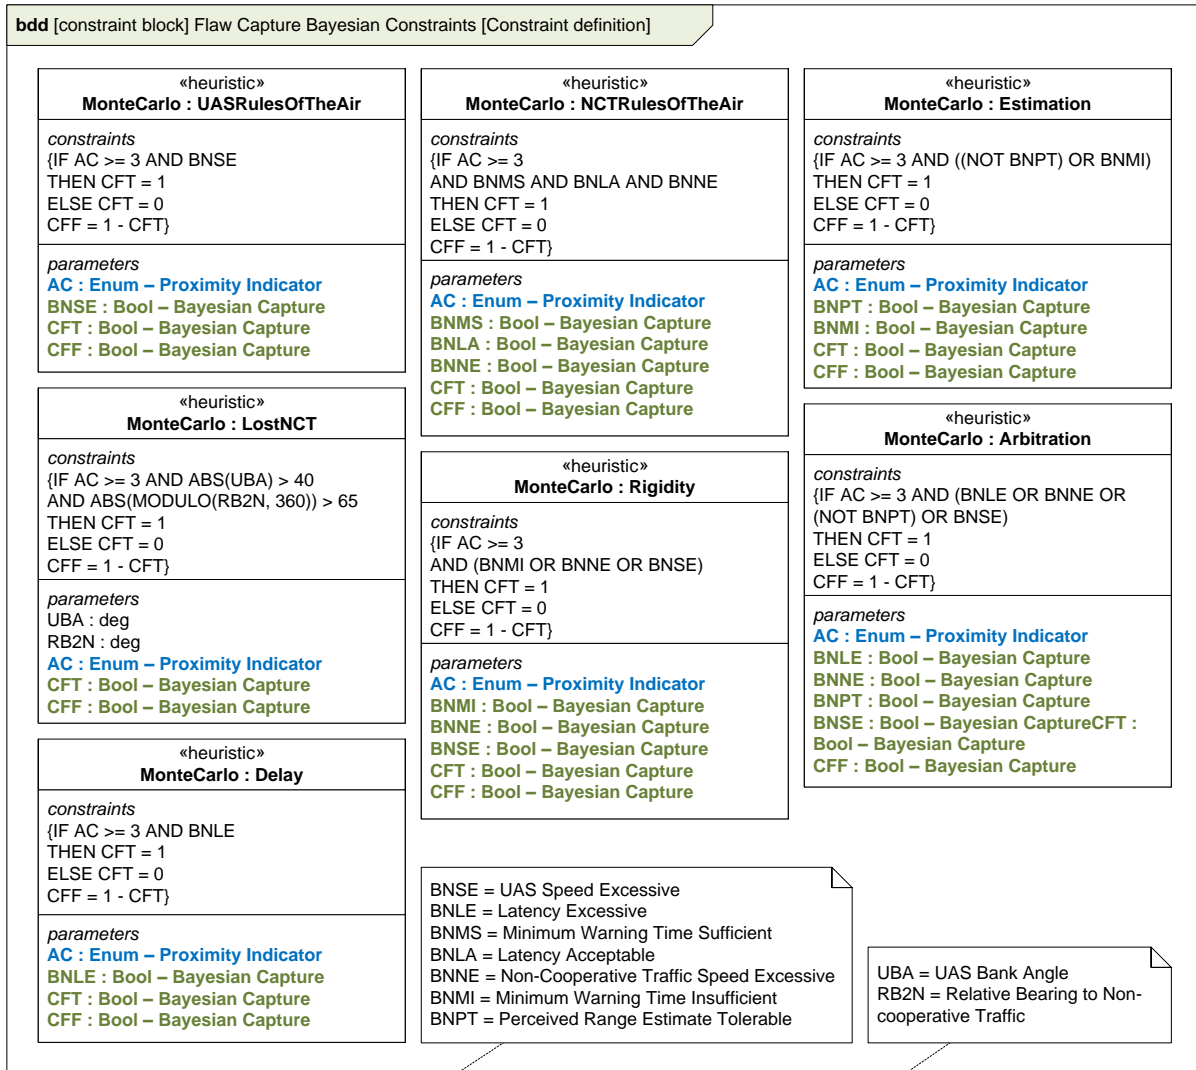 bdd [constraint block] Flaw Capture Bayesian Constraints [Constraint definition]
«heuristic»
MonteCarlo : UASRulesOfTheAir
constraints
{IF AC >= 3 AND BNSE
THEN CFT = 1
ELSE CFT = 0
CFF = 1 - CFT}
parameters
AC : Enum – Proximity Indicator
BNSE : Bool – Bayesian Capture
CFT : Bool – Bayesian Capture
CFF : Bool – Bayesian Capture
«heuristic»
MonteCarlo : LostNCT
constraints
{IF AC >= 3 AND ABS(UBA) > 40
AND ABS(MODULO(RB2N, 360)) > 65
THEN CFT = 1
ELSE CFT = 0
CFF = 1 - CFT}
parameters
UBA : deg
RB2N : deg
AC : Enum – Proximity Indicator
CFT : Bool – Bayesian Capture
CFF : Bool – Bayesian Capture
«heuristic»
MonteCarlo : Delay
constraints
{IF AC >= 3 AND BNLE
THEN CFT = 1
ELSE CFT = 0
CFF = 1 - CFT}
parameters
AC : Enum – Proximity Indicator
BNLE : Bool – Bayesian Capture
CFT : Bool – Bayesian Capture
CFF : Bool – Bayesian Capture
«heuristic»
MonteCarlo : NCTRulesOfTheAir
constraints
{IF AC >= 3
AND BNMS AND BNLA AND BNNE
THEN CFT = 1
ELSE CFT = 0
CFF = 1 - CFT}
parameters
AC : Enum – Proximity Indicator
BNMS : Bool – Bayesian Capture
BNLA : Bool – Bayesian Capture
BNNE : Bool – Bayesian Capture
CFT : Bool – Bayesian Capture
CFF : Bool – Bayesian Capture
«heuristic»
MonteCarlo : Rigidity
constraints
{IF AC >= 3
AND (BNMI OR BNNE OR BNSE)
THEN CFT = 1
ELSE CFT = 0
CFF = 1 - CFT}
parameters
AC : Enum – Proximity Indicator
BNMI : Bool – Bayesian Capture
BNNE : Bool – Bayesian Capture
BNSE : Bool – Bayesian Capture
CFT : Bool – Bayesian Capture
CFF : Bool – Bayesian Capture
«heuristic»
MonteCarlo : Estimation
constraints
{IF AC >= 3 AND ((NOT BNPT) OR BNMI)
THEN CFT = 1
ELSE CFT = 0
CFF = 1 - CFT}
parameters
AC : Enum – Proximity Indicator
BNPT : Bool – Bayesian Capture
BNMI : Bool – Bayesian Capture
CFT : Bool – Bayesian Capture
CFF : Bool – Bayesian Capture
«heuristic»
MonteCarlo : Arbitration
constraints
{IF AC >= 3 AND (BNLE OR BNNE OR
(NOT BNPT) OR BNSE)
THEN CFT = 1
ELSE CFT = 0
CFF = 1 - CFT}
parameters
AC : Enum – Proximity Indicator
BNLE : Bool – Bayesian Capture
BNNE : Bool – Bayesian Capture
BNPT : Bool – Bayesian Capture
BNSE : Bool – Bayesian CaptureCFT :
Bool – Bayesian Capture
CFF : Bool – Bayesian Capture
BNSE = UAS Speed Excessive
BNLE = Latency Excessive
BNMS = Minimum Warning Time Sufficient
BNLA = Latency Acceptable
BNNE = Non-Cooperative Traffic Speed Excessive
BNMI = Minimum Warning Time Insufficient
BNPT = Perceived Range Estimate Tolerable
UBA = UAS Bank Angle
RB2N = Relative Bearing to Non-
cooperative Traffic